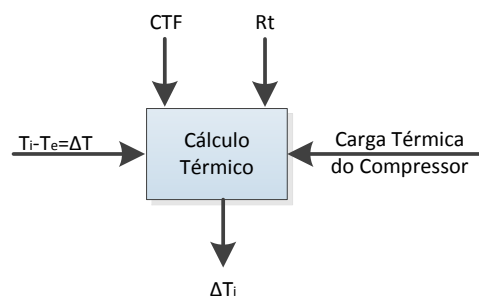 CTF
Rt
Ti-Te=ΔT
Cálculo
Térmico
Carga Térmica
do Compressor
ΔTi